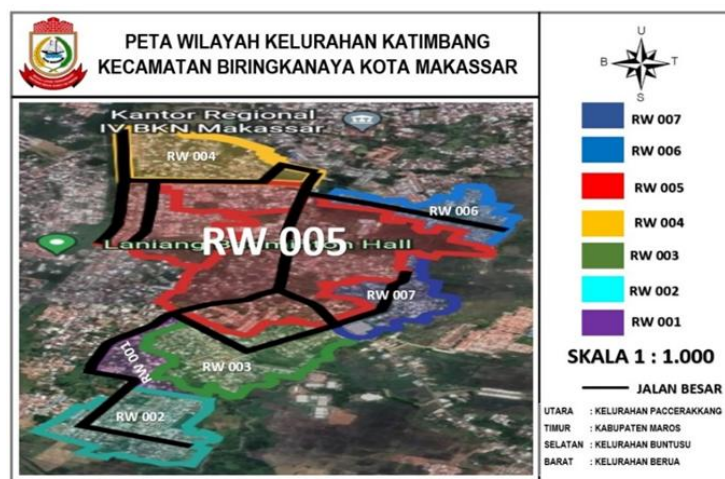 PETA WILAYAH KELURAHAN KATIMBANG
KECAMATAN BIRINGKANAYA KOTA MAKASSAR
U
B
T
S
Kantor Regional
IV BKN Makassar
RW 004
RW 006
RW 005
RW 007
RW 003
RW 001
RW 002
RW 007
RW 006
RW 005
RW 004
RW 003
RW 002
RW 001
SKALA 1 : 1.000
JALAN BESAR
UTARA : KELURAHAN PACCERAKKANG
TIMUR : KABUPATEN MAROS
SELATAN : KELURAHAN BUNTUSU
BARAT : KELURAHAN BERUA